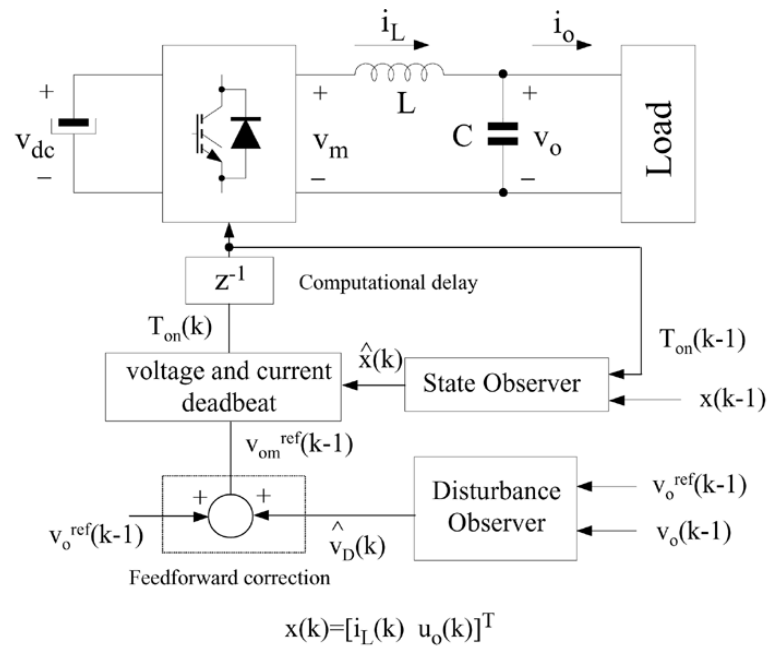 i_L
i_o
+
+
+
L
v_dc
v_m
C
v_o
Load
−
−
−
z^-1
Computational delay
T_on(k)
T_on(k-1)
x̂(k)
voltage and current
deadbeat
State Observer
x(k-1)
v_om^ref(k-1)
+
+
Disturbance
Observer
v_o^ref(k-1)
v_o^ref(k-1)
v̂_D(k)
v_o(k-1)
Feedforward correction
x(k)=[i_L(k) u_o(k)]^T